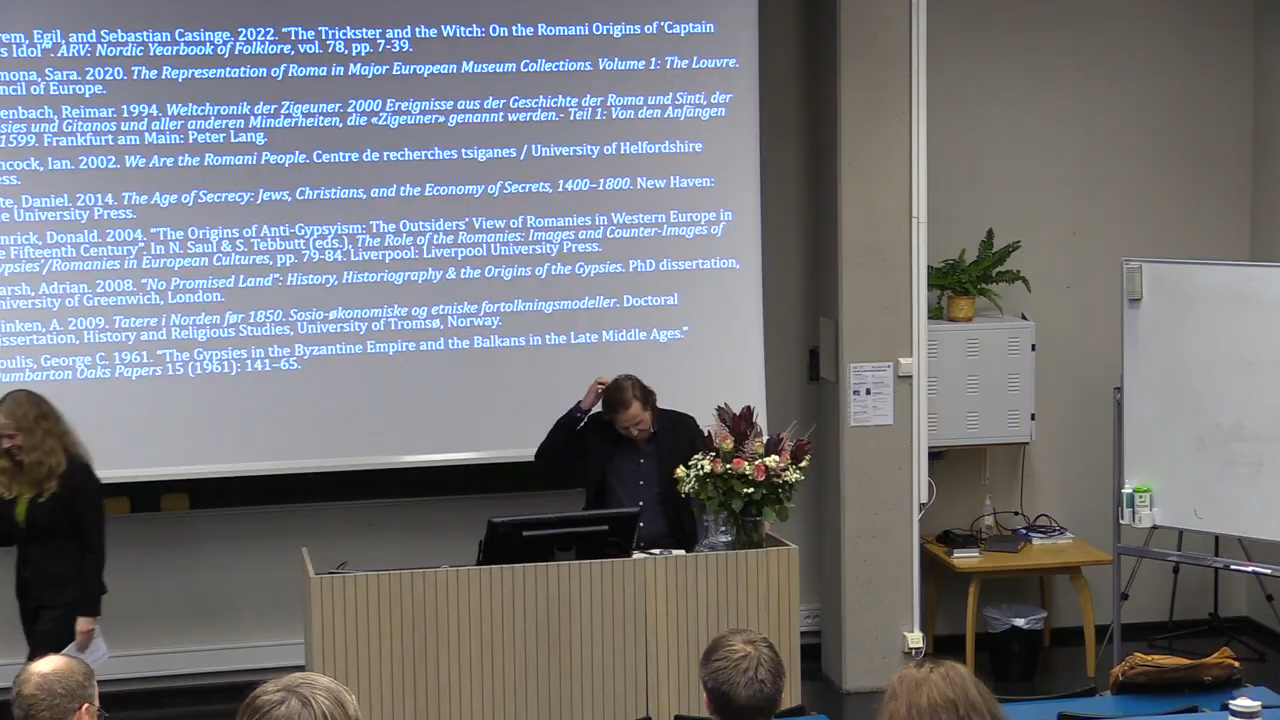 rem, Egil, and Sebastian Casinge. 2022. “The Trickster and the Witch: On the Romani Origins of ‘Captain
s Idol’”. ARV: Nordic Yearbook of Folklore, vol. 78, pp. 7-39.
mona, Sara. 2020. The Representation of Roma in Major European Museum Collections. Volume 1: The Louvre.
ncil of Europe.
enbach, Reimar. 1994. Weltchronik der Zigeuner. 2000 Ereignisse aus der Geschichte der Roma und Sinti, der
sies und Gitanos und aller anderen Minderheiten, die «Zigeuner» genannt werden.- Teil 1: Von den Anfängen
1599. Frankfurt am Main: Peter Lang.
ncock, Ian. 2002. We Are the Romani People. Centre de recherches tsiganes / University of Helfordshire
ess.
te, Daniel. 2014. The Age of Secrecy: Jews, Christians, and the Economy of Secrets, 1400–1800. New Haven:
e University Press.
nrick, Donald. 2004. “The Origins of Anti-Gypsyism: The Outsiders’ View of Romanies in Western Europe in
e Fifteenth Century”. In N. Saul & S. Tebbutt (eds.), The Role of the Romanies: Images and Counter-Images of
ypsies’/Romanies in European Cultures, pp. 79-84. Liverpool: Liverpool University Press.
arsh, Adrian. 2008. “No Promised Land”: History, Historiography & the Origins of the Gypsies. PhD dissertation,
niversity of Greenwich, London.
inken, A. 2009. Tatere i Norden før 1850. Sosio-økonomiske og etniske fortolkningsmodeller. Doctoral
issertation, History and Religious Studies, University of Tromsø, Norway.
oulis, George C. 1961. “The Gypsies in the Byzantine Empire and the Balkans in the Late Middle Ages.”
Dumbarton Oaks Papers 15 (1961): 141–65.